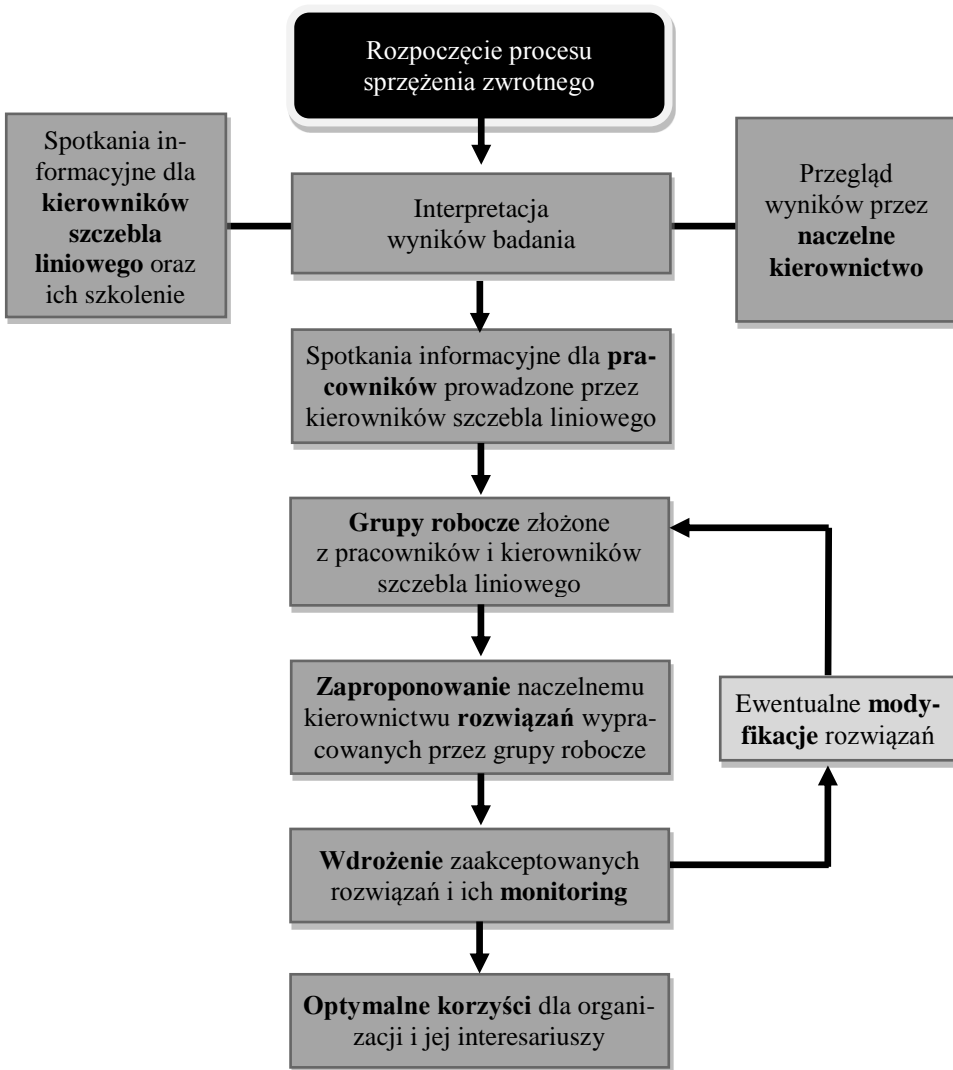 Rozpoczęcie procesu
sprzężenia zwrotnego
Spotkania in-
formacyjne dla
kierowników
szczebla
liniowego oraz
ich szkolenie
Interpretacja
wyników badania
Przegląd
wyników przez
naczelne
kierownictwo
Spotkania informacyjne dla pra-
cowników prowadzone przez
kierowników szczebla liniowego
Grupy robocze złożone
z pracowników i kierowników
szczebla liniowego
Zaproponowanie naczelnemu
kierownictwu rozwiązań wypra-
cowanych przez grupy robocze
Ewentualne mody-
fikacje rozwiązań
Wdrożenie zaakceptowanych
rozwiązań i ich monitoring
Optymalne korzyści dla organi-
zacji i jej interesariuszy